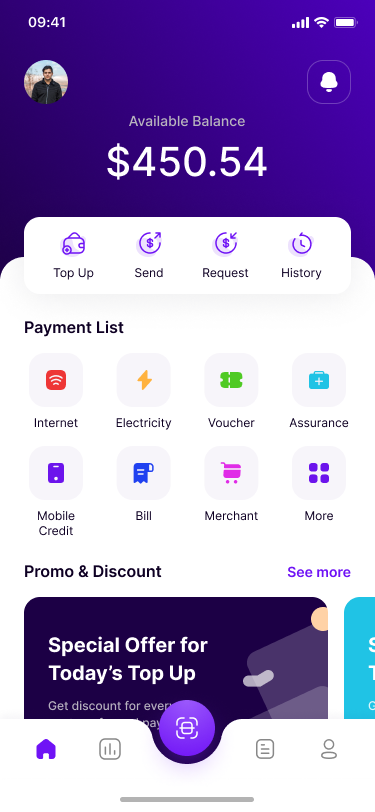 09:41
Available Balance
$450.54
Top Up Send Request History
Payment List
Internet Electricity Voucher Assurance
Mobile Bill Merchant More
Credit
Promo & Discount See more
Special Offer for
Today's Top Up
Get discount for every